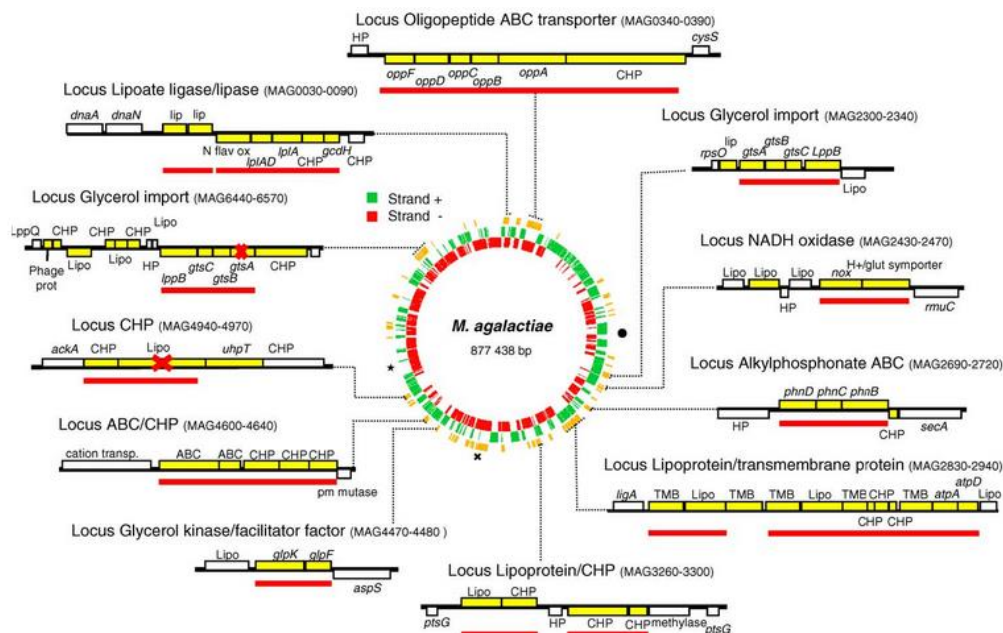 Locus Oligopeptide ABC transporter (MAG0340-0390)
HP
cysS
oppF
oppD
oppC
oppB
oppA
CHP
Locus Lipoate ligase/lipase (MAG0030-0090)
dnaA
dnaN
lip
lip
N flav ox
lplAD
lplA
CHP
gcdH
CHP
Locus Glycerol import (MAG2300-2340)
rpsO
lip
gtsA
gtsB
gtsC
LppB
Lipo
Strand +
Strand -
Locus Glycerol import (MAG6440-6570)
LppQ
CHP
CHP
CHP
Lipo
Phage
prot
Lipo
Lipo
HP
lppB
gtsC
gtsB
gtsA
CHP
Locus NADH oxidase (MAG2430-2470)
Lipo
Lipo
Lipo
nox
H+/glut symporter
HP
rmuC
M. agalactiae
877 438 bp
Locus CHP (MAG4940-4970)
ackA
CHP
Lipo
uhpT
CHP
Locus Alkylphosphonate ABC (MAG2690-2720)
phnD
phnC
phnB
HP
CHP
secA
Locus ABC/CHP (MAG4600-4640)
cation transp.
ABC
ABC
CHP
CHP
CHP
pm mutase
Locus Lipoprotein/transmembrane protein (MAG2830-2940)
ligA
TMB
Lipo
TMB
TMB
Lipo
TMB
CHP
TMB
atpA
atpD
Lipo
CHP
CHP
Locus Glycerol kinase/facilitator factor (MAG4470-4480 )
Lipo
glpK
glpF
aspS
Locus Lipoprotein/CHP (MAG3260-3300)
Lipo
CHP
ptsG
HP
CHP
CHP
methylase
ptsG